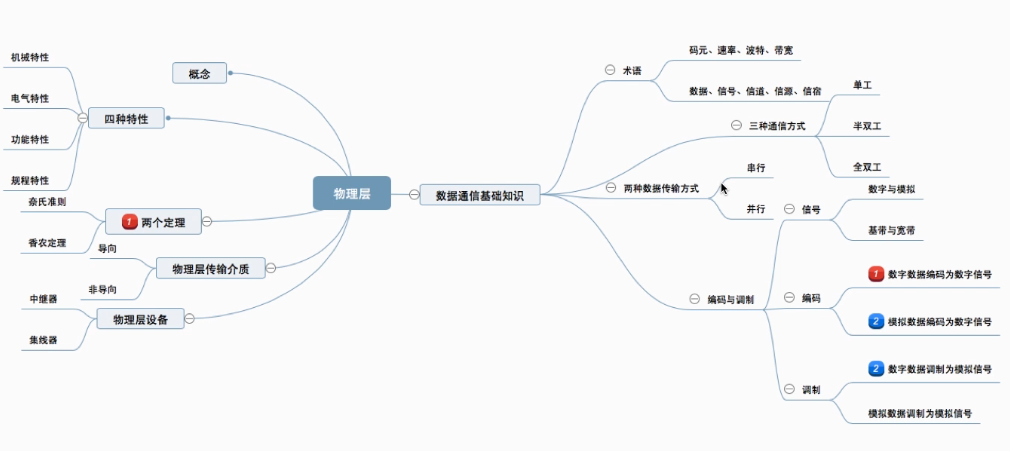 物理层
概念
四种特性
机械特性
电气特性
功能特性
规程特性
1 两个定理
奈氏准则
香农定理
物理层传输介质
导向
非导向
物理层设备
中继器
集线器
数据通信基础知识
术语
码元、速率、波特、带宽
数据、信号、信道、信源、信宿
三种通信方式
单工
半双工
全双工
两种数据传输方式
串行
并行
编码与调制
信号
数字与模拟
基带与宽带
编码
1 数字数据编码为数字信号
2 模拟数据编码为数字信号
调制
2 数字数据调制为模拟信号
模拟数据调制为模拟信号